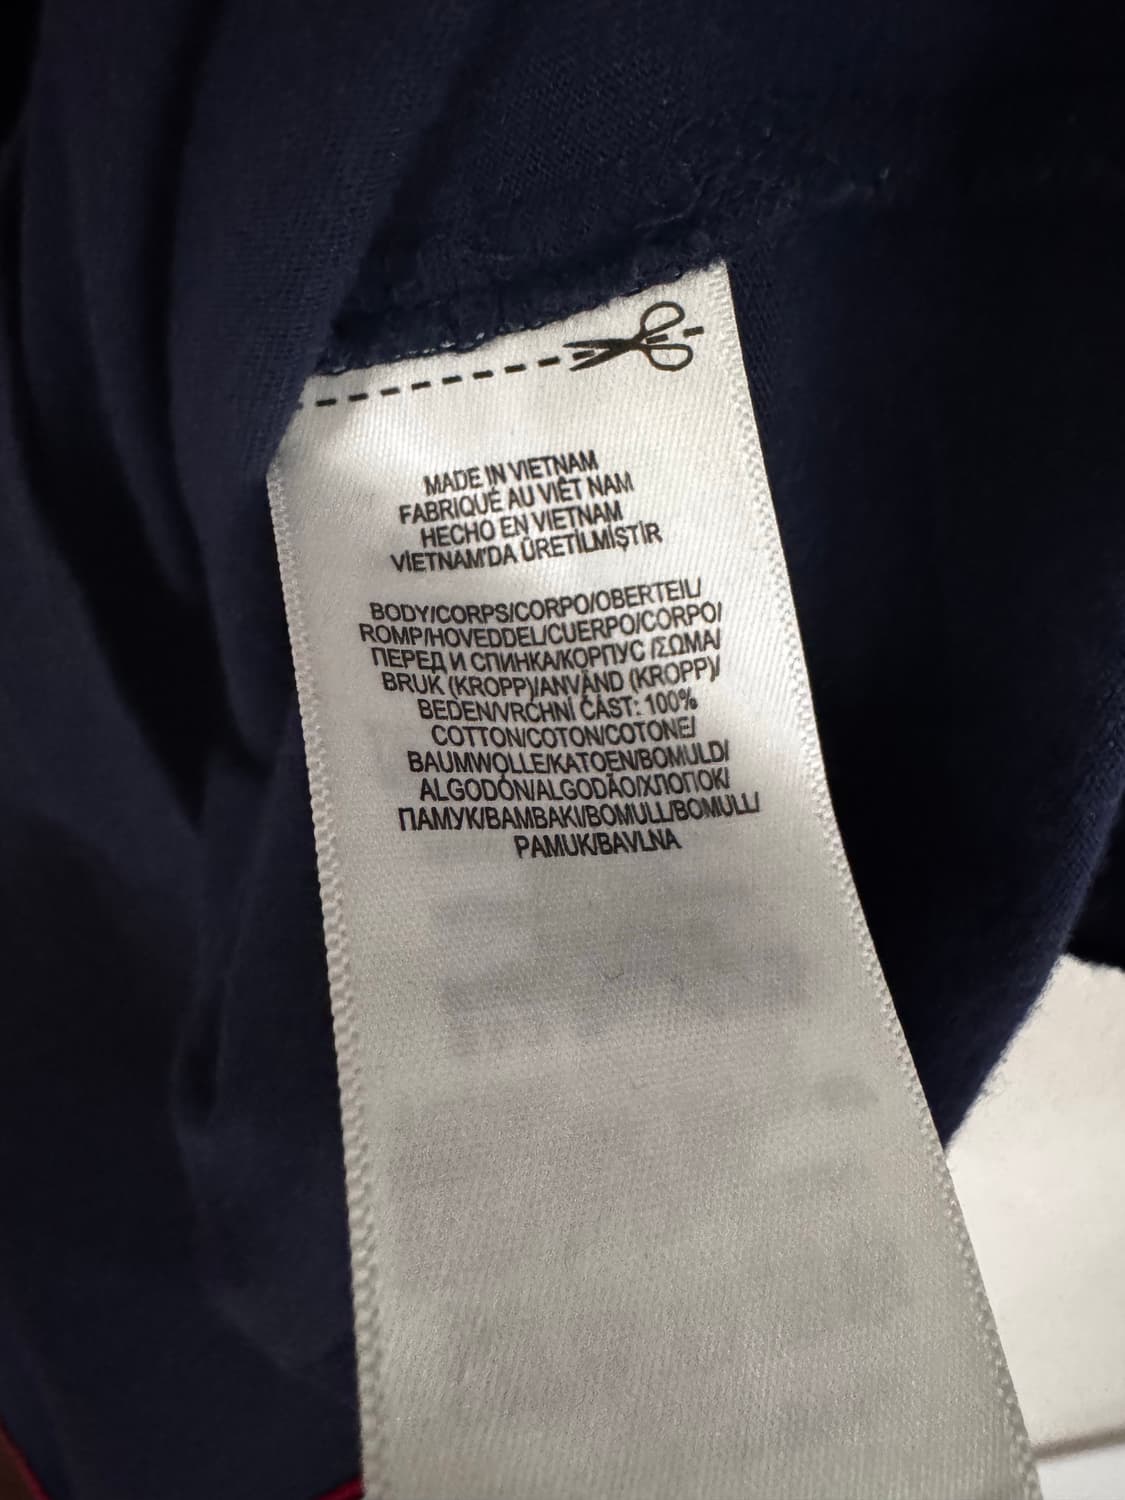 MADE IN VIETNAM
FABRIQUÉ AU VIÊT NAM
HECHO EN VIETNAM
VİETNAM'DA ÜRETİLMİŞTİR
BODY/CORPS/CORPO/OBERTEIL/
ROMP/HOVEDDEL/CUERPO/CORPO/
ПЕРЕД И СПИНКА/КОРПУС /ΣΩΜΑ/
BRUK (KROPP)/ANVÄND (KROPP)/
BEDEN/VRCHNÍ ČÁST: 100%
COTTON/COTON/COTONE/
BAUMWOLLE/KATOEN/BOMULD/
ALGODÓN/ALGODÃO/ХЛОПОК/
ПАМУК/BAMBAKI/BOMULL/BOMULL/
PAMUK/BAVLNA